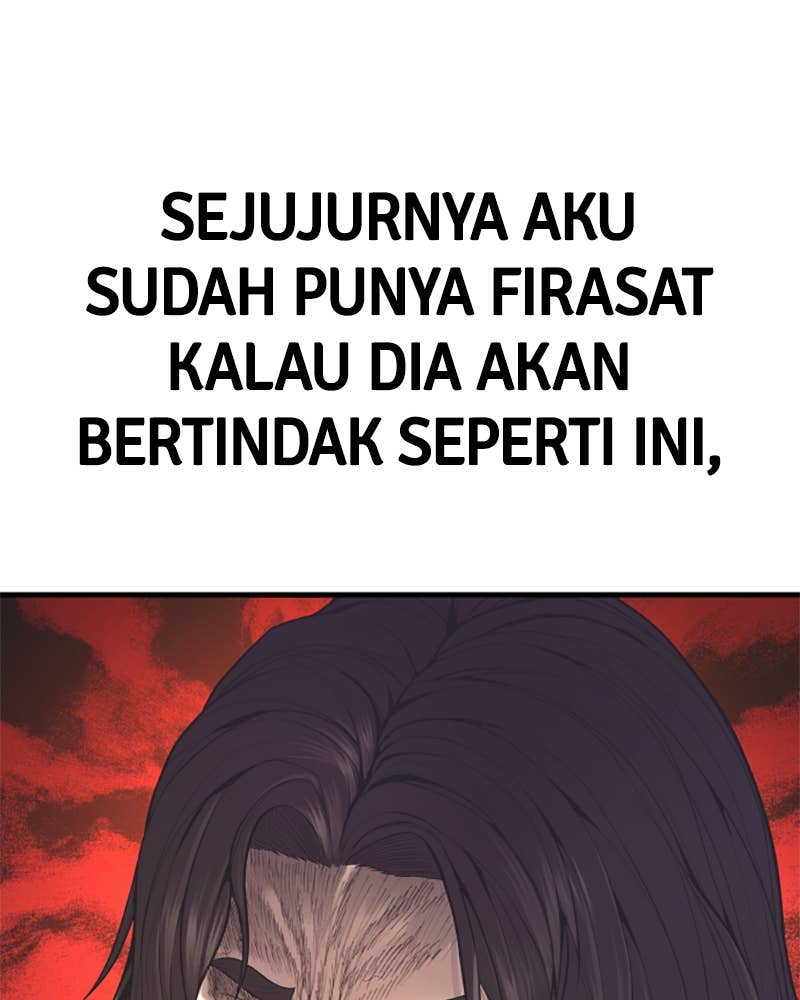 SEJUJURNYA AKU
SUDAH PUNYA FIRASAT
KALAU DIA AKAN
BERTINDAK SEPERTI INI,